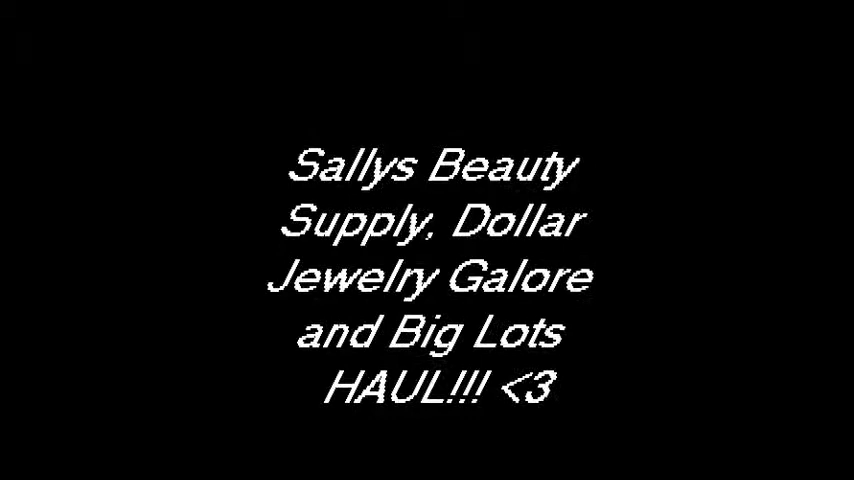 Sallys Beauty
Supply, Dollar
Jewelry Galore
and Big Lots
HAUL!!! <3